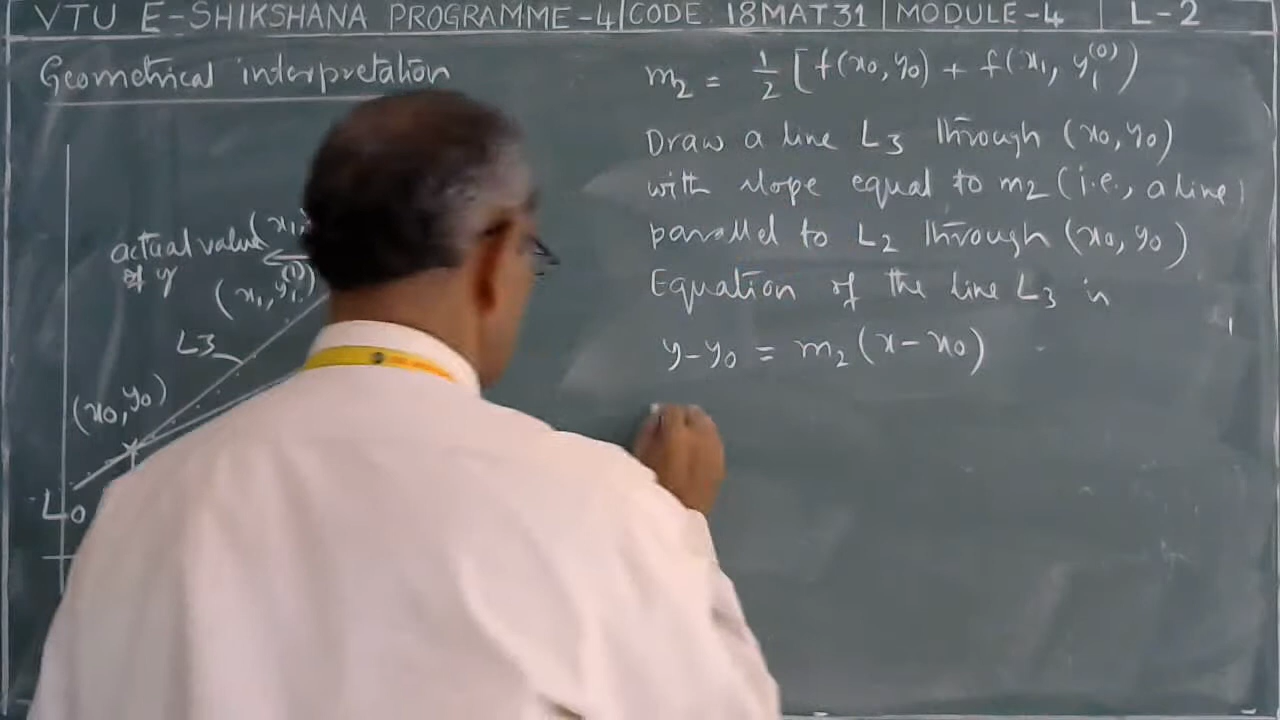 VTU E-SHIKSHANA PROGRAMME-4 | CODE 18MAT31 | MODULE-4 | L-2
Geometrical interpretation
actual value (x₁,
of y
(x₁, y₁⁽¹⁾)
L₃
(x₀, y₀)
L₀
m₂ = 1/2 [f(x₀, y₀) + f(x₁, y₁⁽⁰⁾)
Draw a line L₃ through (x₀, y₀)
with slope equal to m₂ (i.e., a line
parallel to L₂ through (x₀, y₀)
Equation of the line L₃ is
y-y₀ = m₂ (x-x₀)